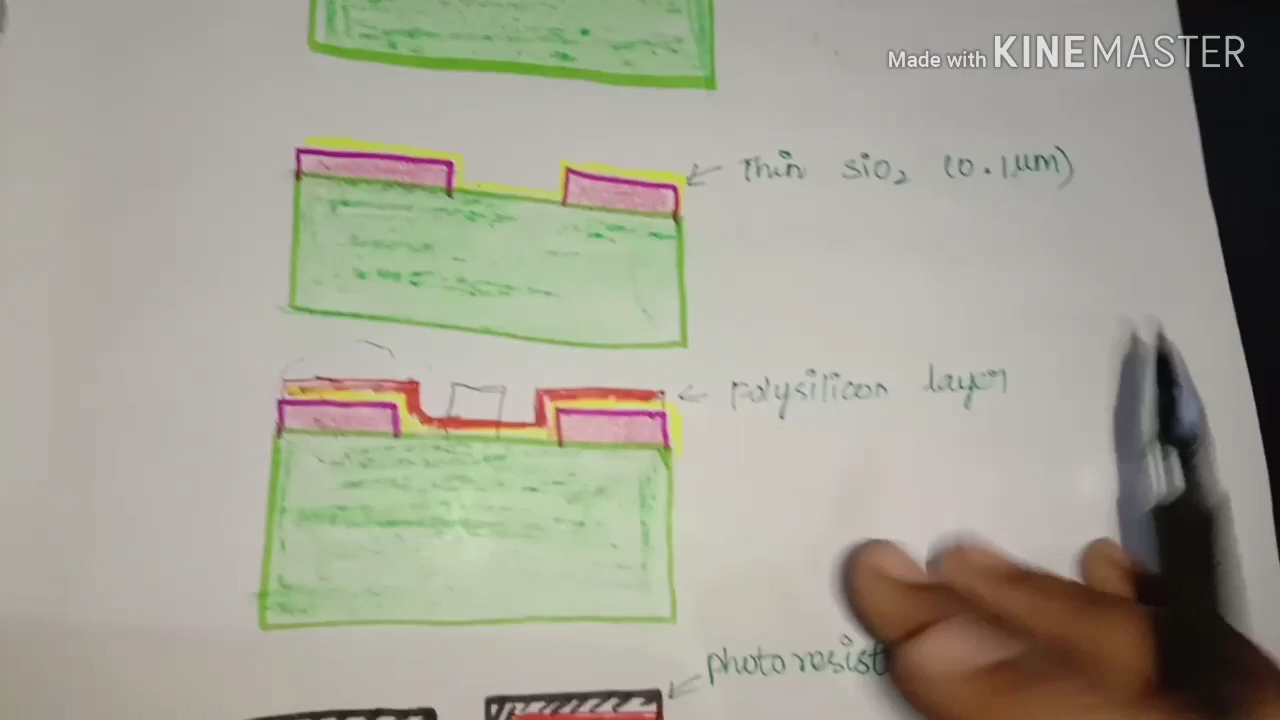 Made with KINEMASTER
Thin SiO₂ (0.1µm)
polysilicon layer
photoresist